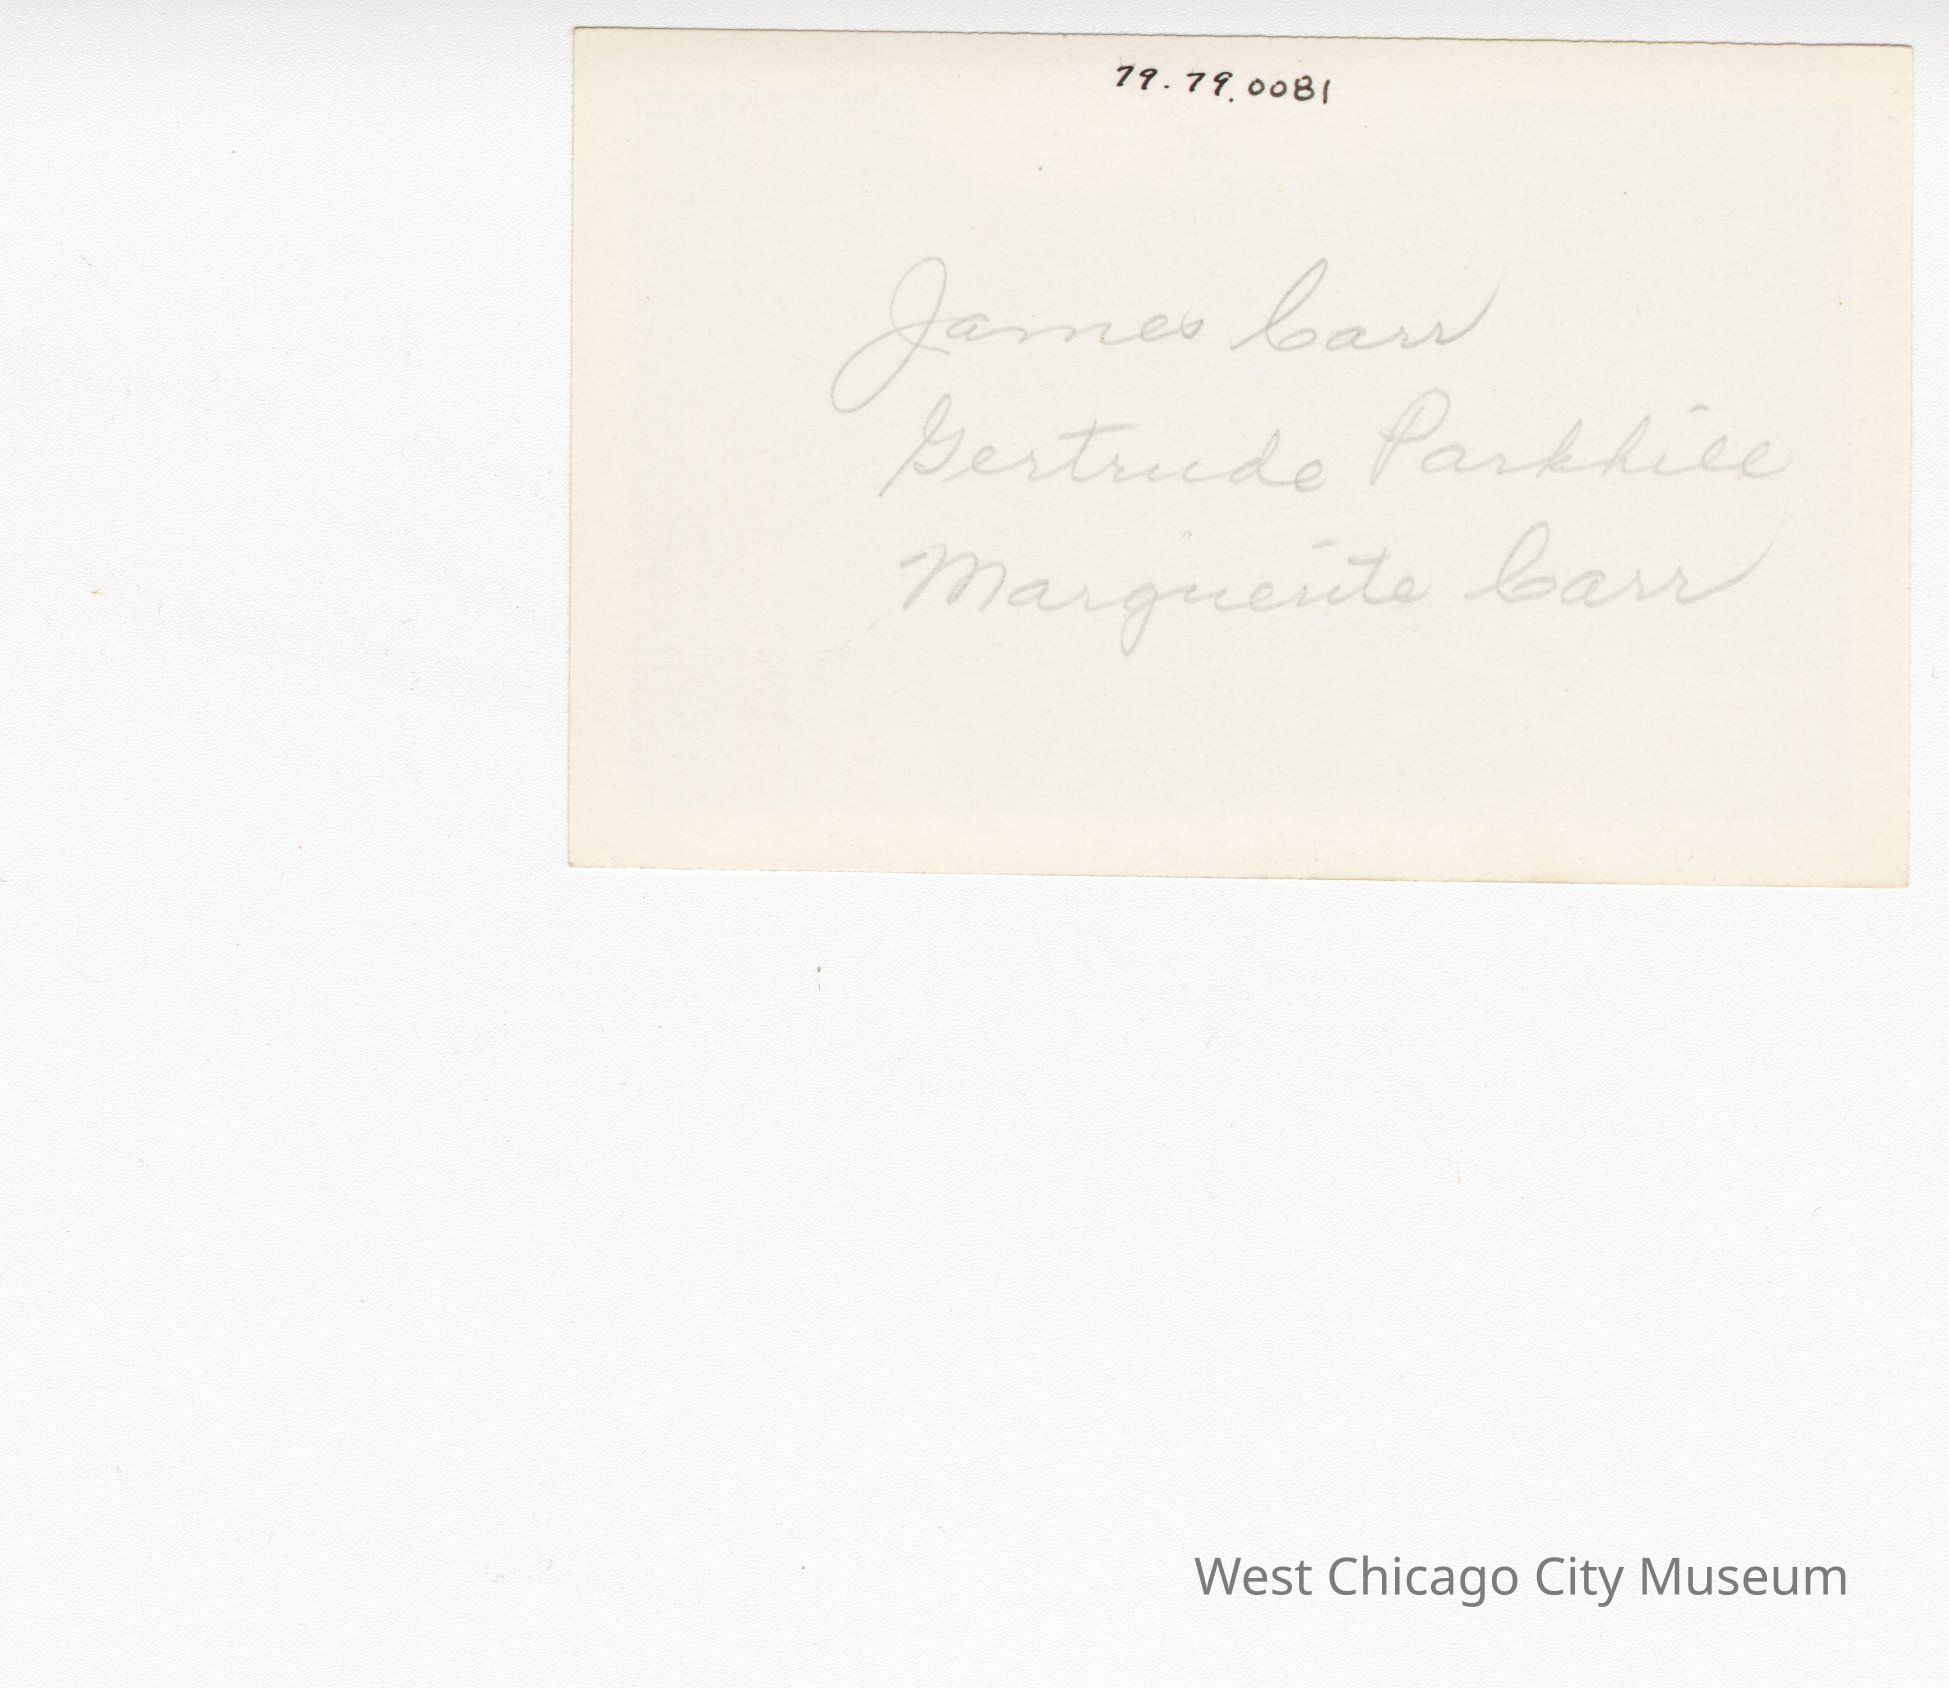 79.79.0081
James Carr
Gertrude Parkhill
Marguerite Carr
West Chicago City Museum